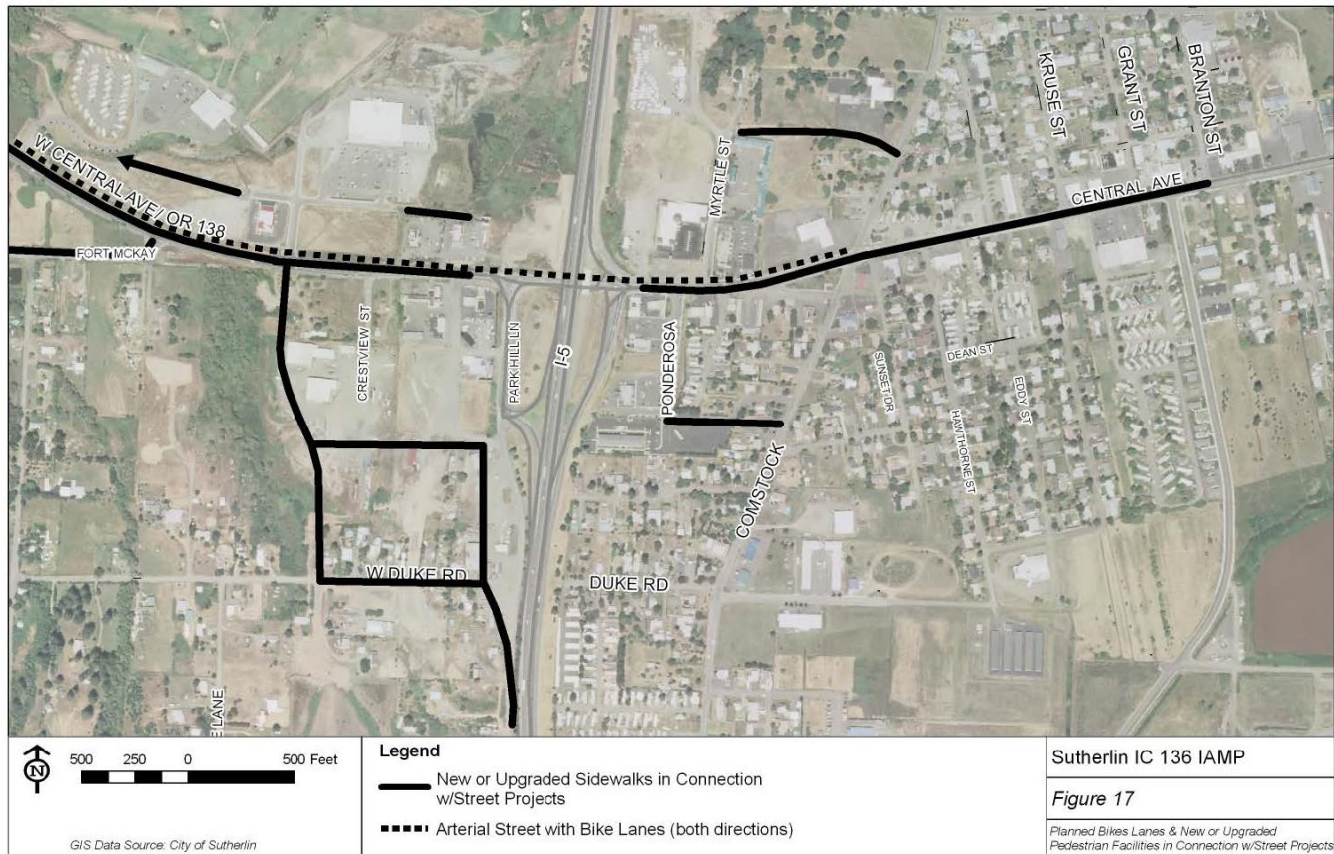 KRUSE ST
GRANT ST
BRANTON ST
W CENTRAL AVE/ OR 138
MYRTLE ST
CENTRAL AVE
FORT MCKAY
CRESTVIEW ST
PARK HILL LN
I-5
PONDEROSA
SUNSET DR
DEAN ST
EDDY ST
HAWTHORNE ST
COMSTOCK
W DUKE RD
DUKE RD
E LANE
N
500 250 0 500 Feet
GIS Data Source: City of Sutherlin
Legend
New or Upgraded Sidewalks in Connection
w/Street Projects
Arterial Street with Bike Lanes (both directions)
Sutherlin IC 136 IAMP
Figure 17
Planned Bikes Lanes & New or Upgraded
Pedestrian Facilities in Connection w/Street Projects